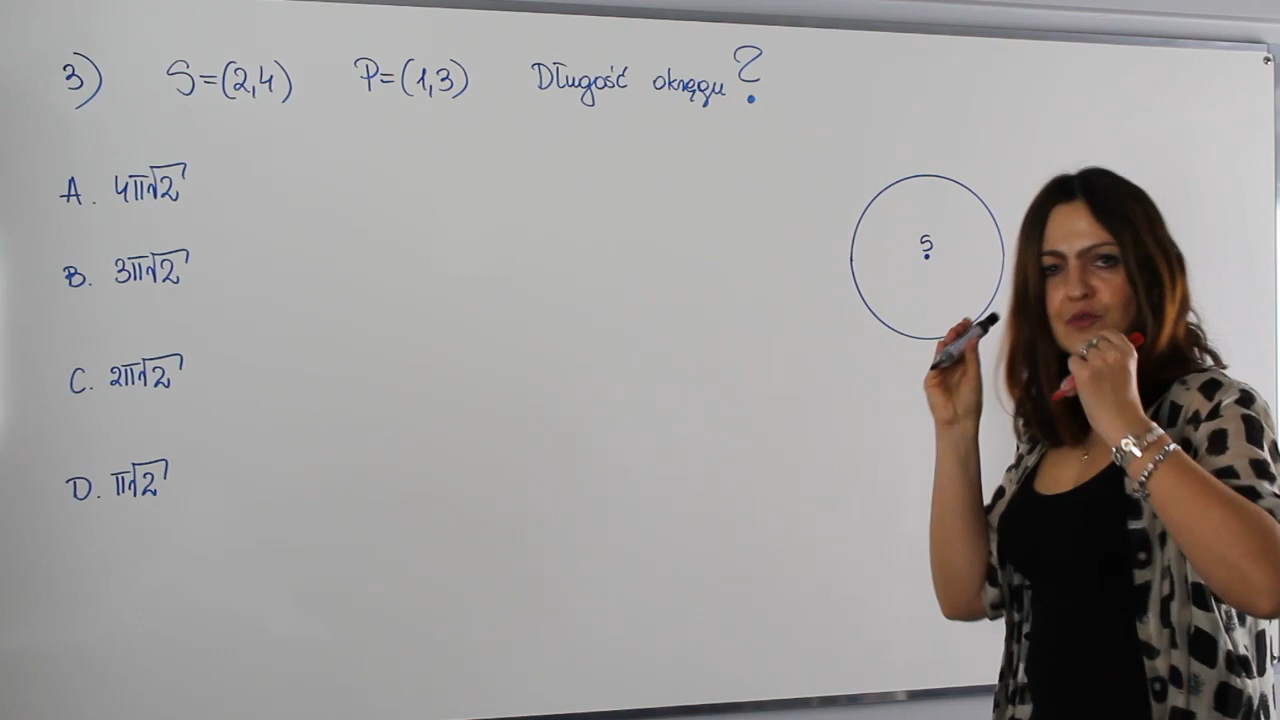 3) S=(2,4) P=(1,3) Długość okręgu ?
A. 4π√2
B. 3π√2
S
C. 2π√2
D. π√2